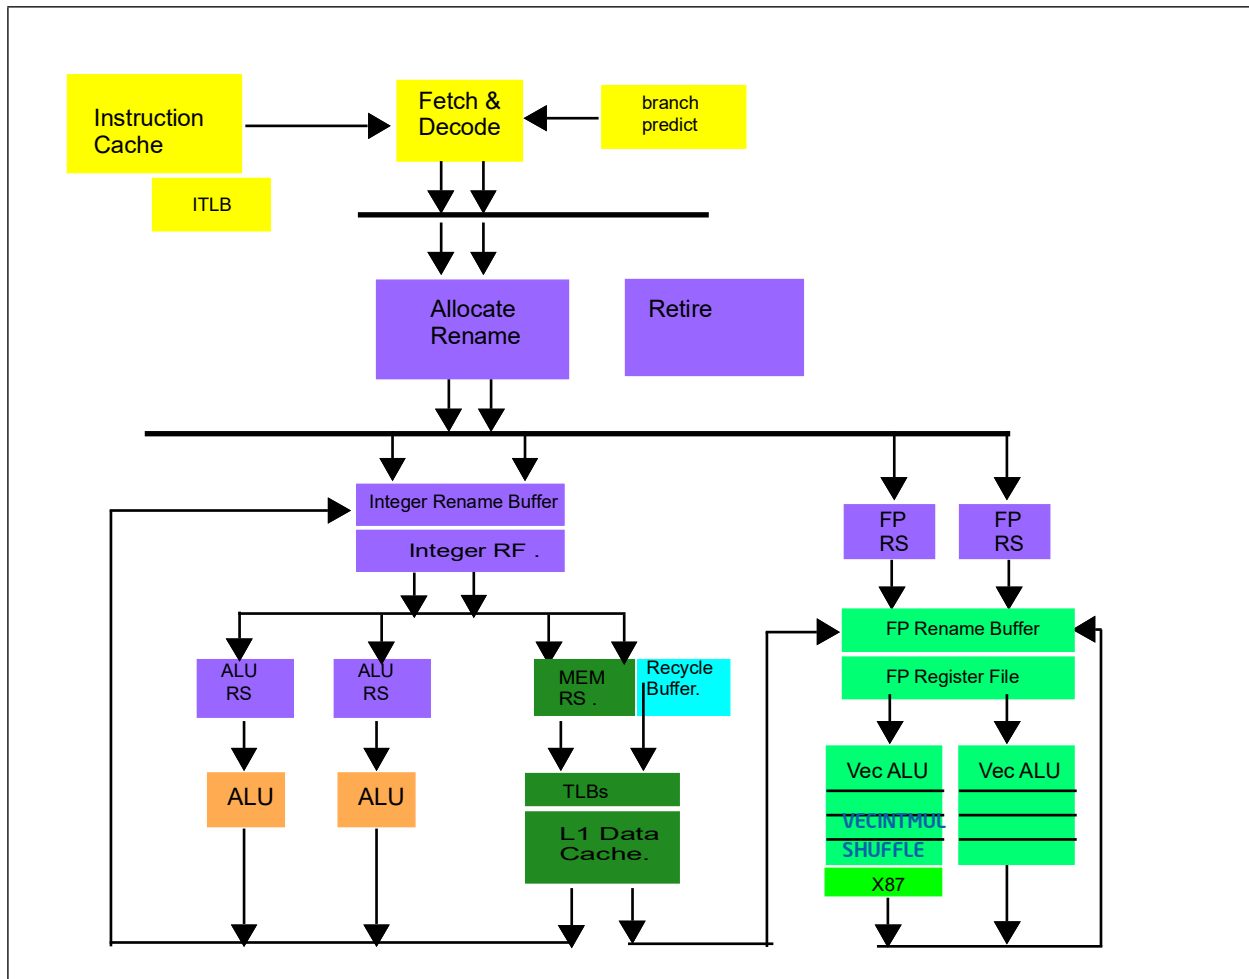 Instruction
Cache
Fetch &
Decode
branch
predict
ITLB
Allocate
Rename
Retire
Integer Rename Buffer
Integer RF .
FP
RS
FP
RS
ALU
RS
ALU
RS
MEM
RS .
Recycle
Buffer.
FP Rename Buffer
FP Register File
ALU
ALU
TLBs
L1 Data
Cache.
Vec ALU
VECINTMUL
SHUFFLE
X87
Vec ALU